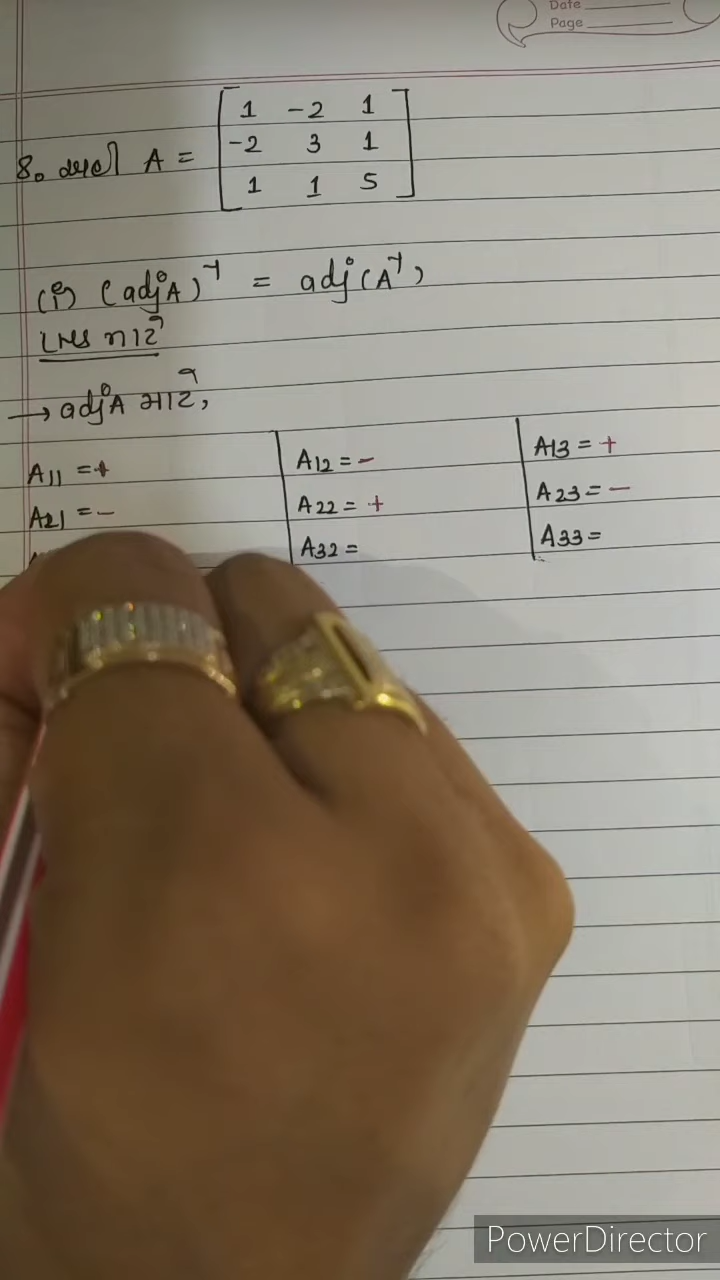 Date
Page
8. શ્રેણી A = [ 1 -2 1
-2 3 1
1 1 5 ]
(i) (adjA)⁻¹ = adj(A⁻¹)
LHS માટે
→ adjA માટે,
A11 = + A12 = - A13 = +
A21 = - A22 = + A23 = -
A32 = A33 =
PowerDirector